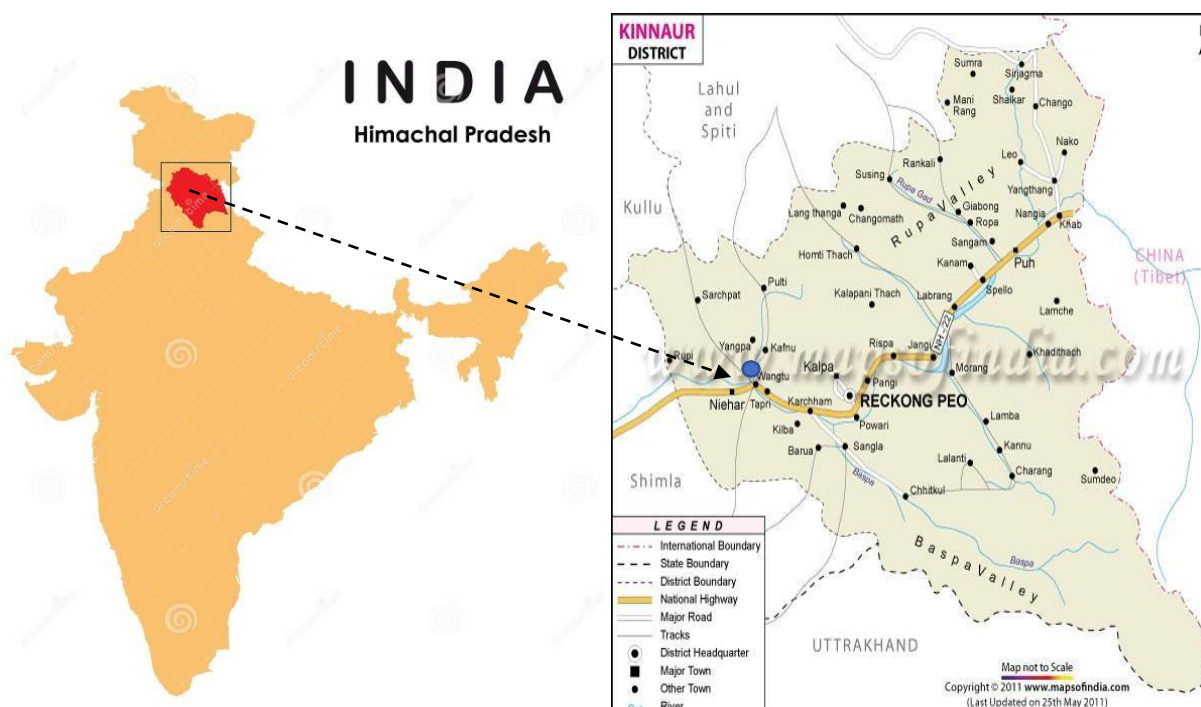 INDIA
Himachal Pradesh
dreamstime
KINNAUR
DISTRICT
Lahul
and
Spiti
Kullu
Shimla
UTTRAKHAND
CHINA
(Tibet)
Sumra
Sirjagma
Mani
Rang
Shalkar
Chango
Nako
Leo
Rankali
Susing
Yangthang
Rupa Gad
Rupa Valley
Giabong
Ropa
Nangia
Khab
Lang thanga
Changomath
Sangam
Homti Thach
Kanam
Puh
Pulti
Spello
Sarchpat
Kalapani Thach
Labrang
Lamche
NH - 22
Yangpa
Kafnu
Rispa
Jangi
Khadithach
Rupi
www.mapsofindia.com
Wangtu
Kalpa
Pangi
Morang
Niehar
Tapri
Karchham
RECKONG PEO
Powari
Lamba
Kilba
Barua
Sangla
Kannu
Lalanti
Charang
Sumdeo
Baspa
Chhitkul
Baspa Valley
Baspa
LEGEND
International Boundary
State Boundary
District Boundary
National Highway
Major Road
Tracks
District Headquarter
Major Town
Other Town
River
Map not to Scale
Copyright © 2011 www.mapsofindia.com
(Last Updated on 25th May 2011)